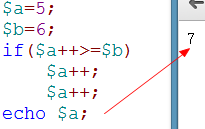 $a=5;
$b=6;
if($a++>=$b)
    $a++;
    $a++;
echo $a;
7